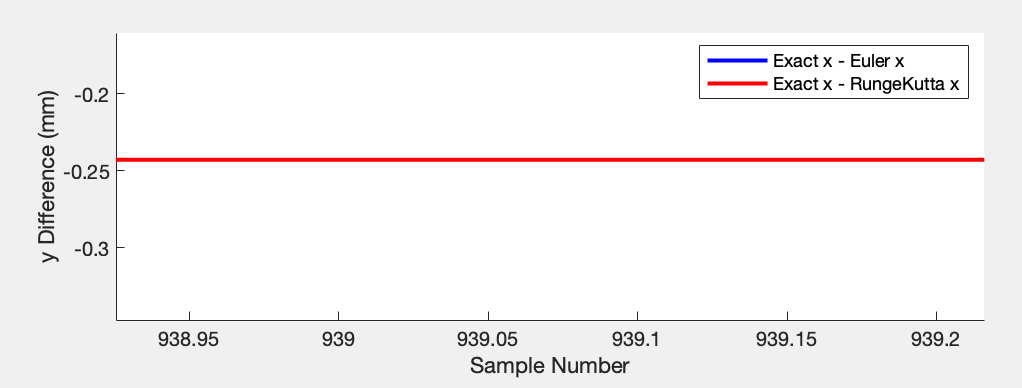 Exact x - Euler x
Exact x - RungeKutta x
y Difference (mm)
-0.2
-0.25
-0.3
938.95
939
939.05
939.1
939.15
939.2
Sample Number